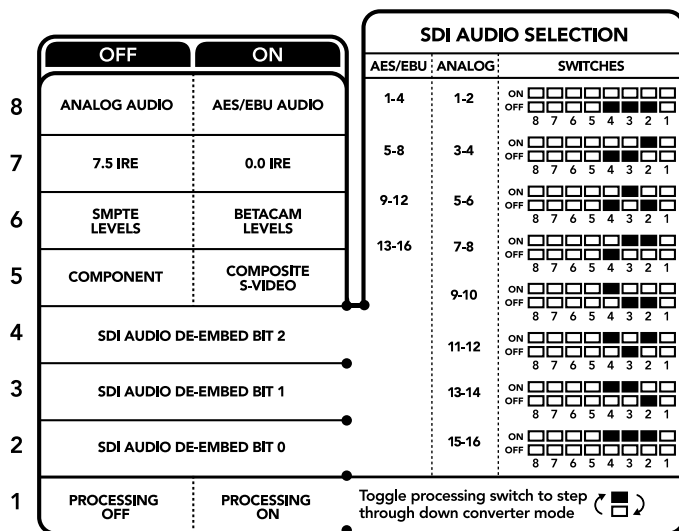 OFF ON
8 ANALOG AUDIO AES/EBU AUDIO
7 7.5 IRE 0.0 IRE
6 SMPTE LEVELS BETACAM LEVELS
5 COMPONENT COMPOSITE S-VIDEO
4 SDI AUDIO DE-EMBED BIT 2
3 SDI AUDIO DE-EMBED BIT 1
2 SDI AUDIO DE-EMBED BIT 0
1 PROCESSING OFF PROCESSING ON
SDI AUDIO SELECTION
AES/EBU ANALOG SWITCHES
1-4 1-2 ON
OFF
8 7 6 5 4 3 2 1
5-8 3-4 ON
OFF
8 7 6 5 4 3 2 1
9-12 5-6 ON
OFF
8 7 6 5 4 3 2 1
13-16 7-8 ON
OFF
8 7 6 5 4 3 2 1
9-10 ON
OFF
8 7 6 5 4 3 2 1
11-12 ON
OFF
8 7 6 5 4 3 2 1
13-14 ON
OFF
8 7 6 5 4 3 2 1
15-16 ON
OFF
8 7 6 5 4 3 2 1
Toggle processing switch to step
through down converter mode